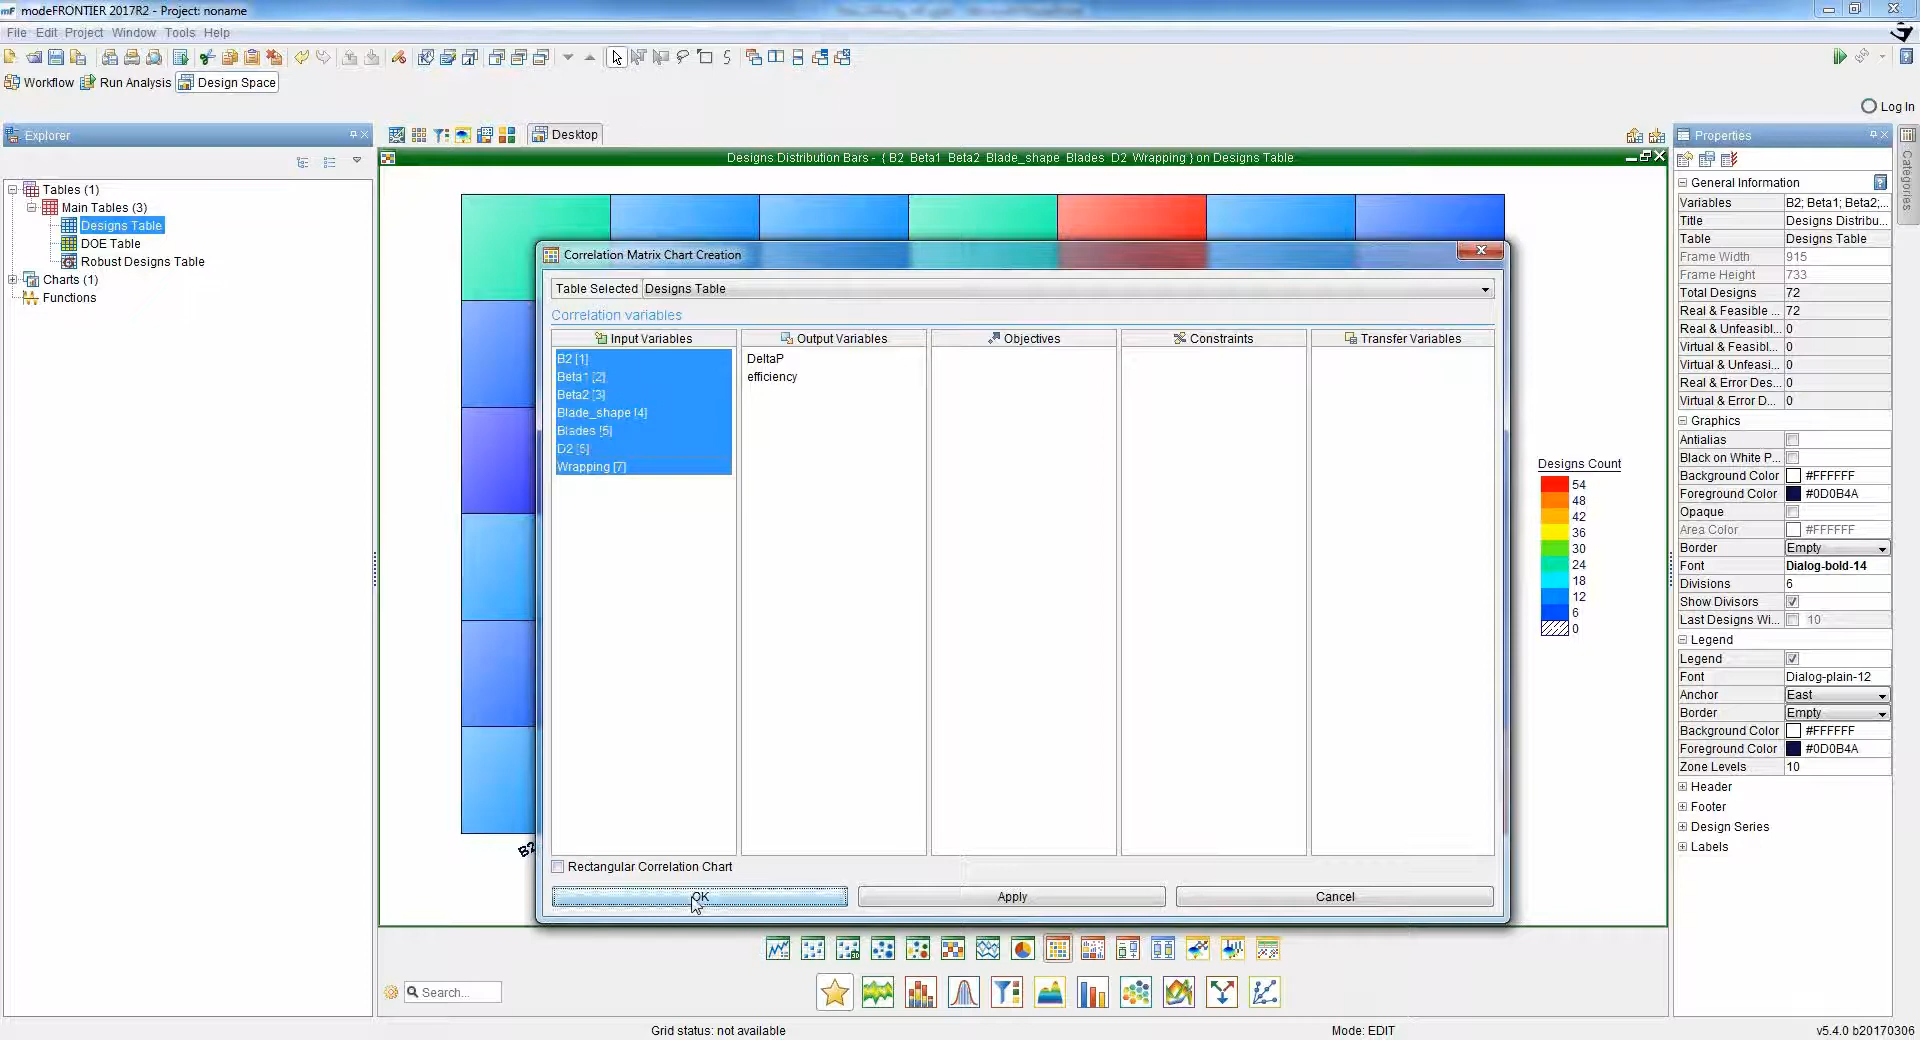 modeFRONTIER 2017R2 - Project: noname
File Edit Project Window Tools Help
Workflow Run Analysis Design Space
Log In
Explorer
Desktop
Properties
Categories
Designs Distribution Bars - { B2 Beta1 Beta2 Blade_shape Blades D2 Wrapping } on Designs Table
Tables (1)
Main Tables (3)
Designs Table
DOE Table
Robust Designs Table
Charts (1)
Functions
Correlation Matrix Chart Creation
Table Selected Designs Table
Correlation variables
Input Variables Output Variables Objectives Constraints Transfer Variables
B2 [1]
Beta1 [2]
Beta2 [3]
Blade_shape [4]
Blades [5]
D2 [6]
Wrapping [7]
DeltaP
efficiency
Rectangular Correlation Chart
OK Apply Cancel
B2
Designs Count
54
48
42
36
30
24
18
12
6
0
General Information
Variables B2; Beta1; Beta2;...
Title Designs Distribu...
Table Designs Table
Frame Width 915
Frame Height 733
Total Designs 72
Real & Feasible ... 72
Real & Unfeasibl... 0
Virtual & Feasibl... 0
Virtual & Unfeasi... 0
Real & Error Des... 0
Virtual & Error D... 0
Graphics
Antialias
Black on White P...
Background Color #FFFFFF
Foreground Color #0D0B4A
Opaque
Area Color #FFFFFF
Border Empty
Font Dialog-bold-14
Divisions 6
Show Divisors
Last Designs Wi... 10
Legend
Legend
Font Dialog-plain-12
Anchor East
Border Empty
Background Color #FFFFFF
Foreground Color #0D0B4A
Zone Levels 10
Header
Footer
Design Series
Labels
Search...
Grid status: not available
Mode: EDIT
v5.4.0 b20170306